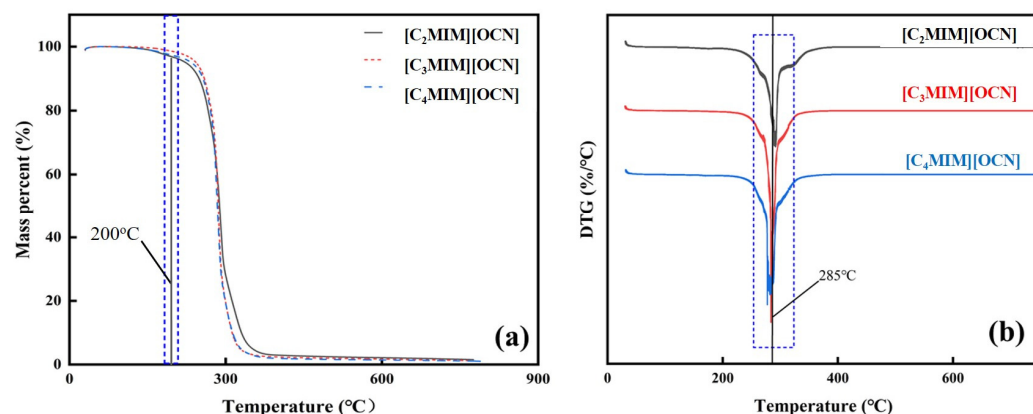 [C₂MIM][OCN]
[C₃MIM][OCN]
[C₄MIM][OCN]
100
80
60
40
20
0
Mass percent (%)
200°C
(a)
0 300 600 900
Temperature (℃）
[C₂MIM][OCN]
[C₃MIM][OCN]
[C₄MIM][OCN]
DTG (%/℃)
285℃
(b)
0 200 400 600
Temperature (℃)